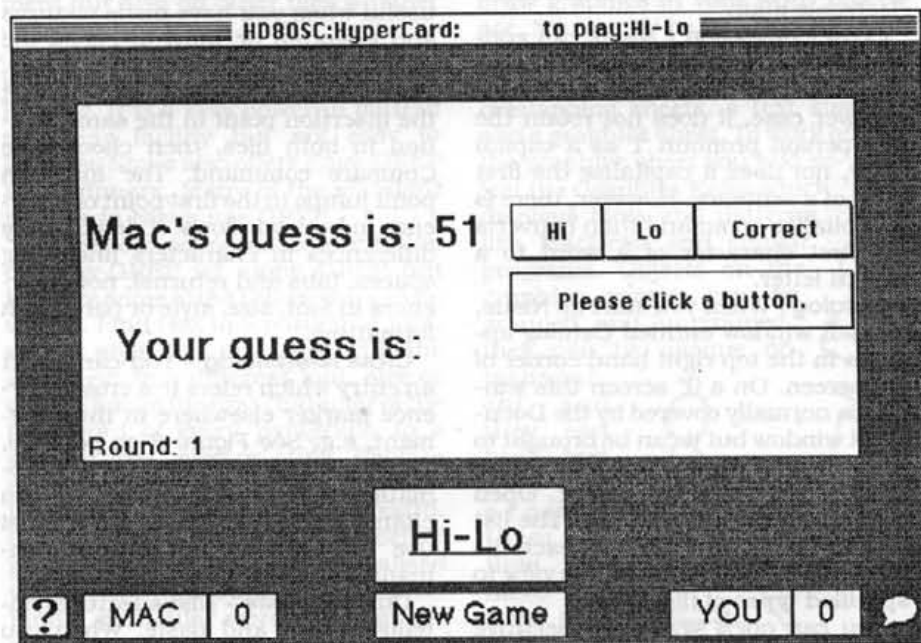 HD80SC:HyperCard: to play:Hi-Lo
Mac's guess is: 51
Hi Lo Correct
Please click a button.
Your guess is:
Round: 1
Hi-Lo
? MAC 0 New Game YOU 0